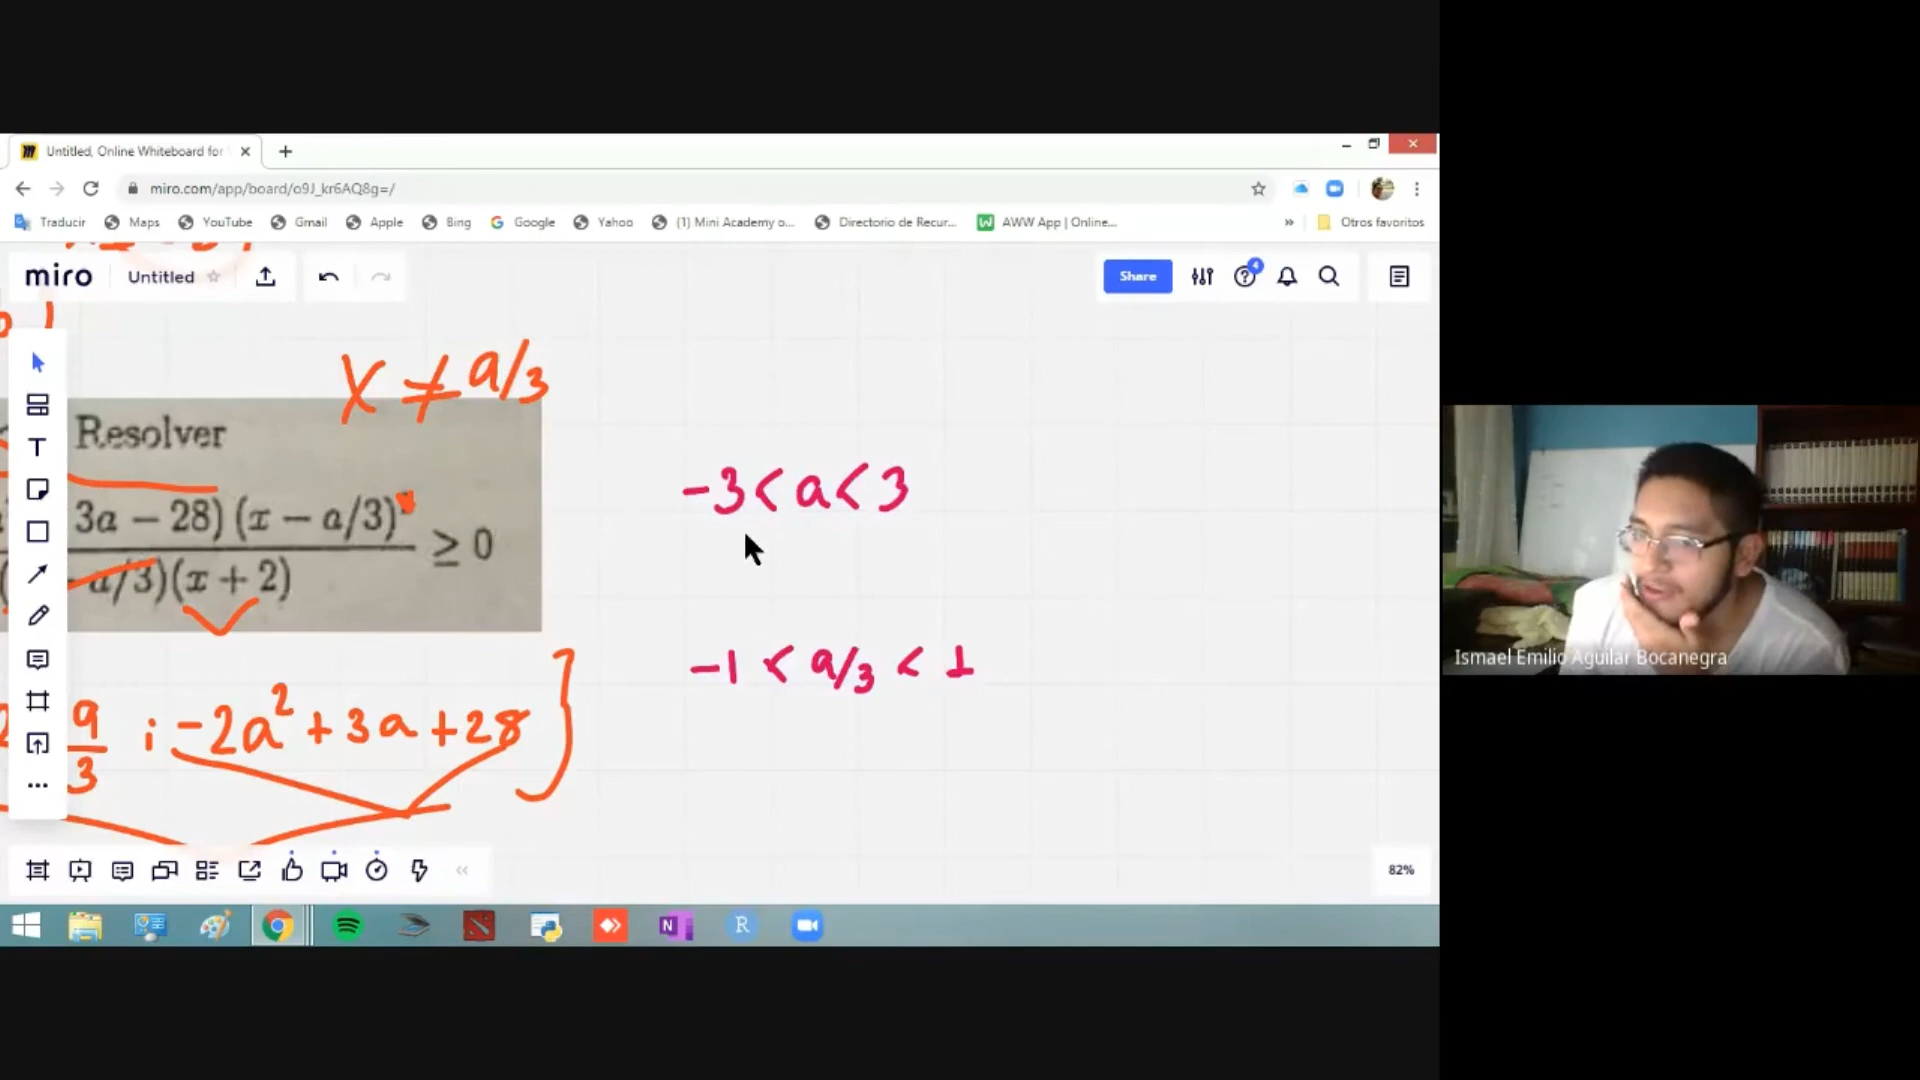 Untitled, Online Whiteboard for
miro.com/app/board/o9J_kr6AQ8g=/
Traducir Maps YouTube Gmail Apple Bing Google Yahoo (1) Mini Academy o... Directorio de Recur... AWW App | Online... » Otros favoritos
miro Untitled Share 4
x ≠ a/3
Resolver
3a − 28) (x − a/3)
a/3)(x + 2)
≥ 0
-3 < a < 3
-1 < a/3 < 1
a/3 ; -2a² + 3a + 28
Ismael Emilio Aguilar Bocanegra
82%
N R